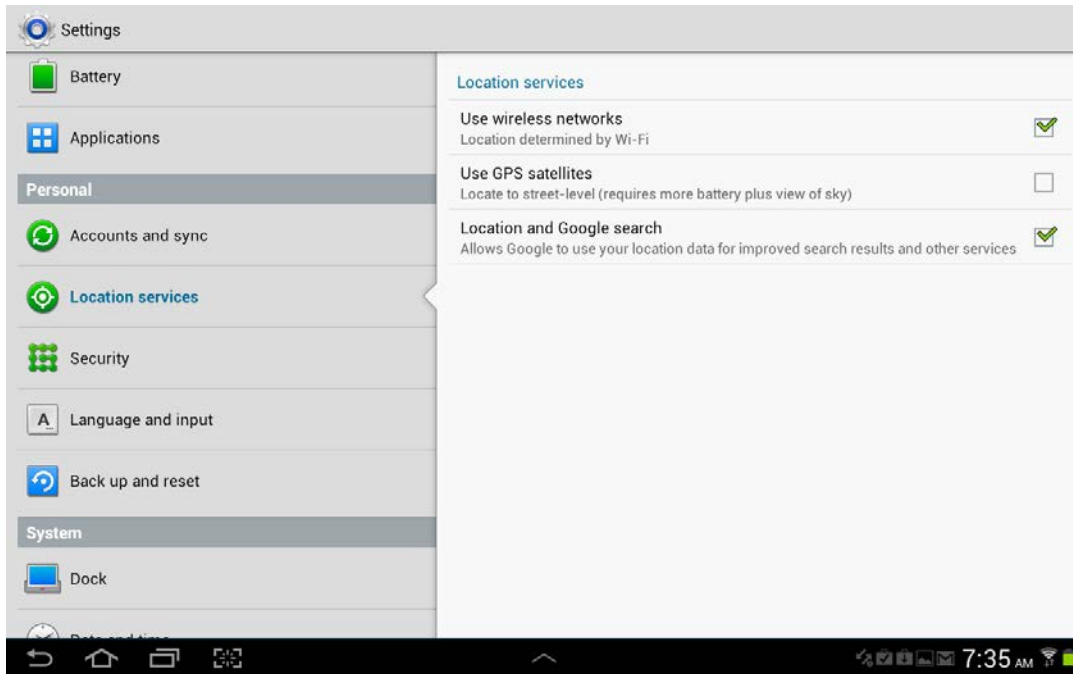 Settings
Battery
Applications
Personal
Accounts and sync
Location services
Security
A
Language and input
Back up and reset
System
Dock
Date and time
Location services
Use wireless networks
Location determined by Wi-Fi
Use GPS satellites
Locate to street-level (requires more battery plus view of sky)
Location and Google search
Allows Google to use your location data for improved search results and other services
7:35 AM